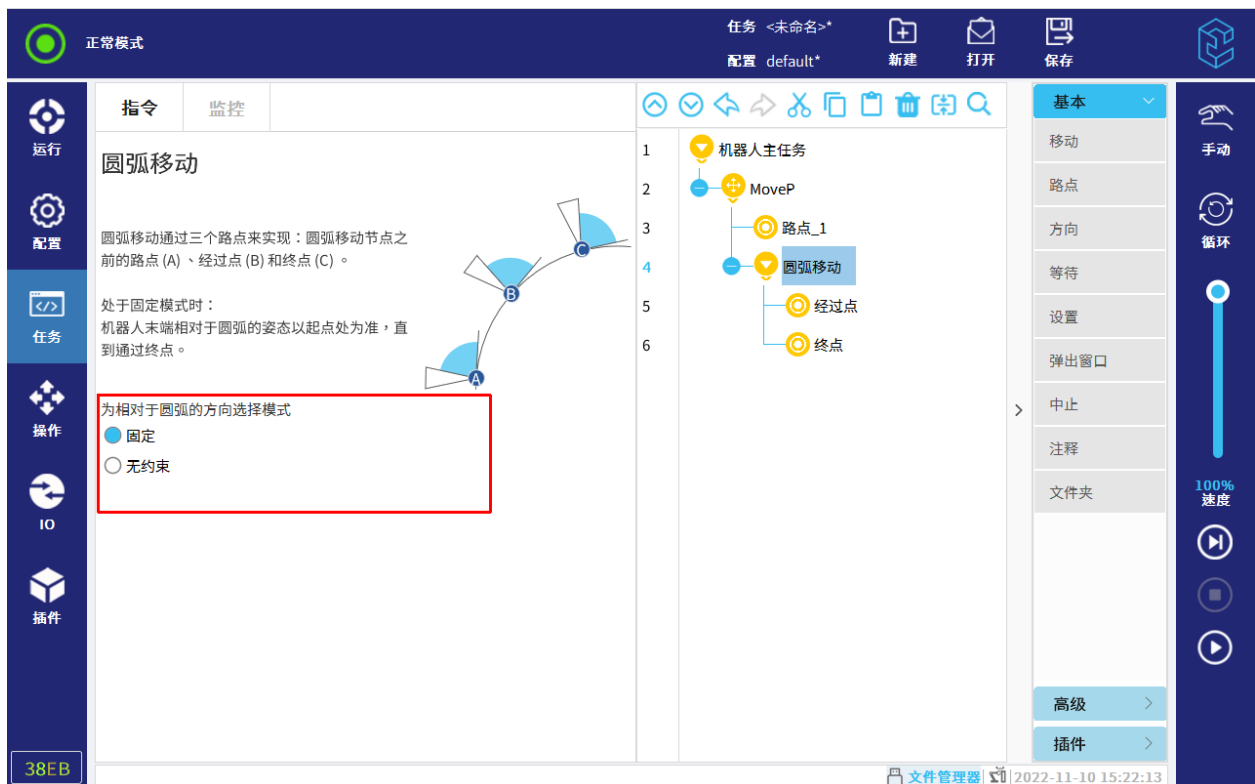 正常模式
任务 <未命名>*
配置 default*
新建
打开
保存
运行
配置
任务
操作
IO
插件
38EB
指令
监控
圆弧移动
圆弧移动通过三个路点来实现：圆弧移动节点之
前的路点 (A) 、经过点 (B) 和终点 (C) 。
处于固定模式时：
机器人末端相对于圆弧的姿态以起点处为准，直
到通过终点。
C
B
A
为相对于圆弧的方向选择模式
固定
无约束
1 机器人主任务
2 MoveP
3 路点_1
4 圆弧移动
5 经过点
6 终点
基本
移动
路点
方向
等待
设置
弹出窗口
中止
注释
文件夹
高级
插件
手动
循环
100%
速度
文件管理器
2022-11-10 15:22:13